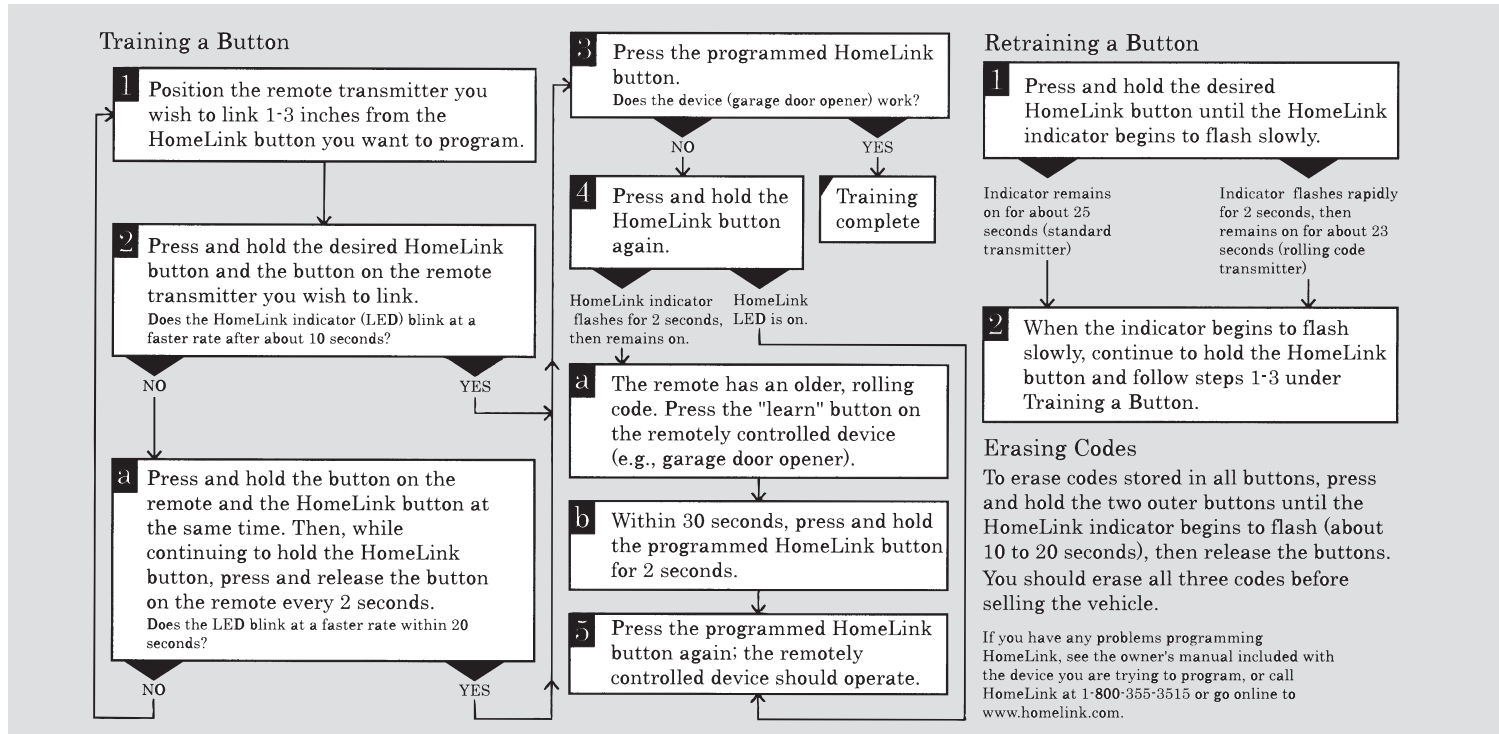 Training a Button
1
Position the remote transmitter you
wish to link 1-3 inches from the
HomeLink button you want to program.
2
Press and hold the desired HomeLink
button and the button on the remote
transmitter you wish to link.
Does the HomeLink indicator (LED) blink at a
faster rate after about 10 seconds?
NO
YES
a
Press and hold the button on the
remote and the HomeLink button at
the same time. Then, while
continuing to hold the HomeLink
button, press and release the button
on the remote every 2 seconds.
Does the LED blink at a faster rate within 20
seconds?
NO
YES
3
Press the programmed HomeLink
button.
Does the device (garage door opener) work?
NO
YES
4
Press and hold the
HomeLink button
again.
Training
complete
HomeLink indicator
flashes for 2 seconds,
then remains on.
HomeLink
LED is on.
a
The remote has an older, rolling
code. Press the "learn" button on
the remotely controlled device
(e.g., garage door opener).
b
Within 30 seconds, press and hold
the programmed HomeLink button
for 2 seconds.
5
Press the programmed HomeLink
button again; the remotely
controlled device should operate.
Retraining a Button
1
Press and hold the desired
HomeLink button until the HomeLink
indicator begins to flash slowly.
Indicator remains
on for about 25
seconds (standard
transmitter)
Indicator flashes rapidly
for 2 seconds, then
remains on for about 23
seconds (rolling code
transmitter)
2
When the indicator begins to flash
slowly, continue to hold the HomeLink
button and follow steps 1-3 under
Training a Button.
Erasing Codes
To erase codes stored in all buttons, press
and hold the two outer buttons until the
HomeLink indicator begins to flash (about
10 to 20 seconds), then release the buttons.
You should erase all three codes before
selling the vehicle.
If you have any problems programming
HomeLink, see the owner's manual included with
the device you are trying to program, or call
HomeLink at 1-800-355-3515 or go online to
www.homelink.com.